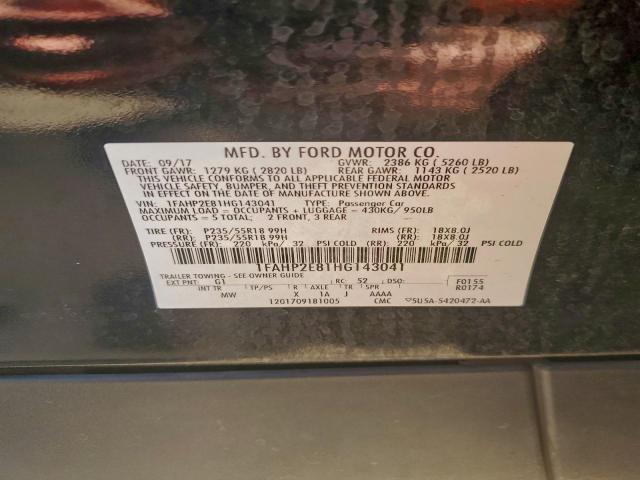 MFD. BY FORD MOTOR CO.
DATE: 09/17 GVWR: 2386 KG ( 5260 LB)
FRONT GAWR: 1279 KG ( 2820 LB) REAR GAWR: 1143 KG ( 2520 LB)
THIS VEHICLE CONFORMS TO ALL APPLICABLE FEDERAL MOTOR
VEHICLE SAFETY, BUMPER, AND THEFT PREVENTION STANDARDS
IN EFFECT ON THE DATE OF MANUFACTURE SHOWN ABOVE.
VIN: 1FAHP2E81HG143041 TYPE: Passenger Car
MAXIMUM LOAD = OCCUPANTS + LUGGAGE = 430KG/ 950LB
OCCUPANTS = 5 TOTAL; 2 FRONT, 3 REAR
TIRE (FR): P235/55R18 99H RIMS (FR): 18X8.0J
(RR): P235/55R18 99H (RR): 18X8.0J
PRESSURE (FR): 220 kPa/ 32 (RR): 220 kPa/ 32 PSI COLD
1FAHP2E81HG143041
TRAILER TOWING - SEE OWNER GUIDE
EXT PNT: G1 RC: 52 DSO: F0155
INT TR TP/PS R AXLE TR SPR R0174
MW X 1A J AAAA
1201709181005 CMC 5U5A-5420472-AA